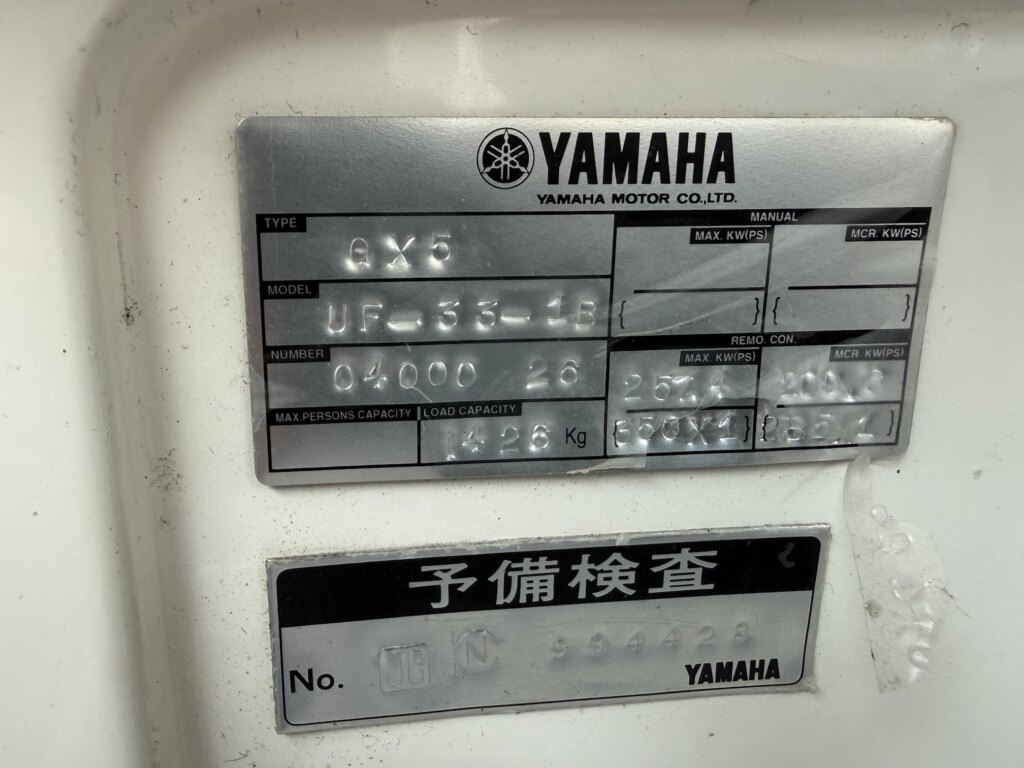 YAMAHA
YAMAHA MOTOR CO.,LTD.
TYPE
GX5
MANUAL
MAX. KW(PS)
MCR. KW(PS)
MODEL
UF-33-1B
{ }
{ }
NUMBER
04000 26
REMO. CON.
MAX. KW(PS)
MCR. KW(PS)
257.4
MAX.PERSONS CAPACITY
LOAD CAPACITY
1426 Kg
予備検査
No.
YAMAHA